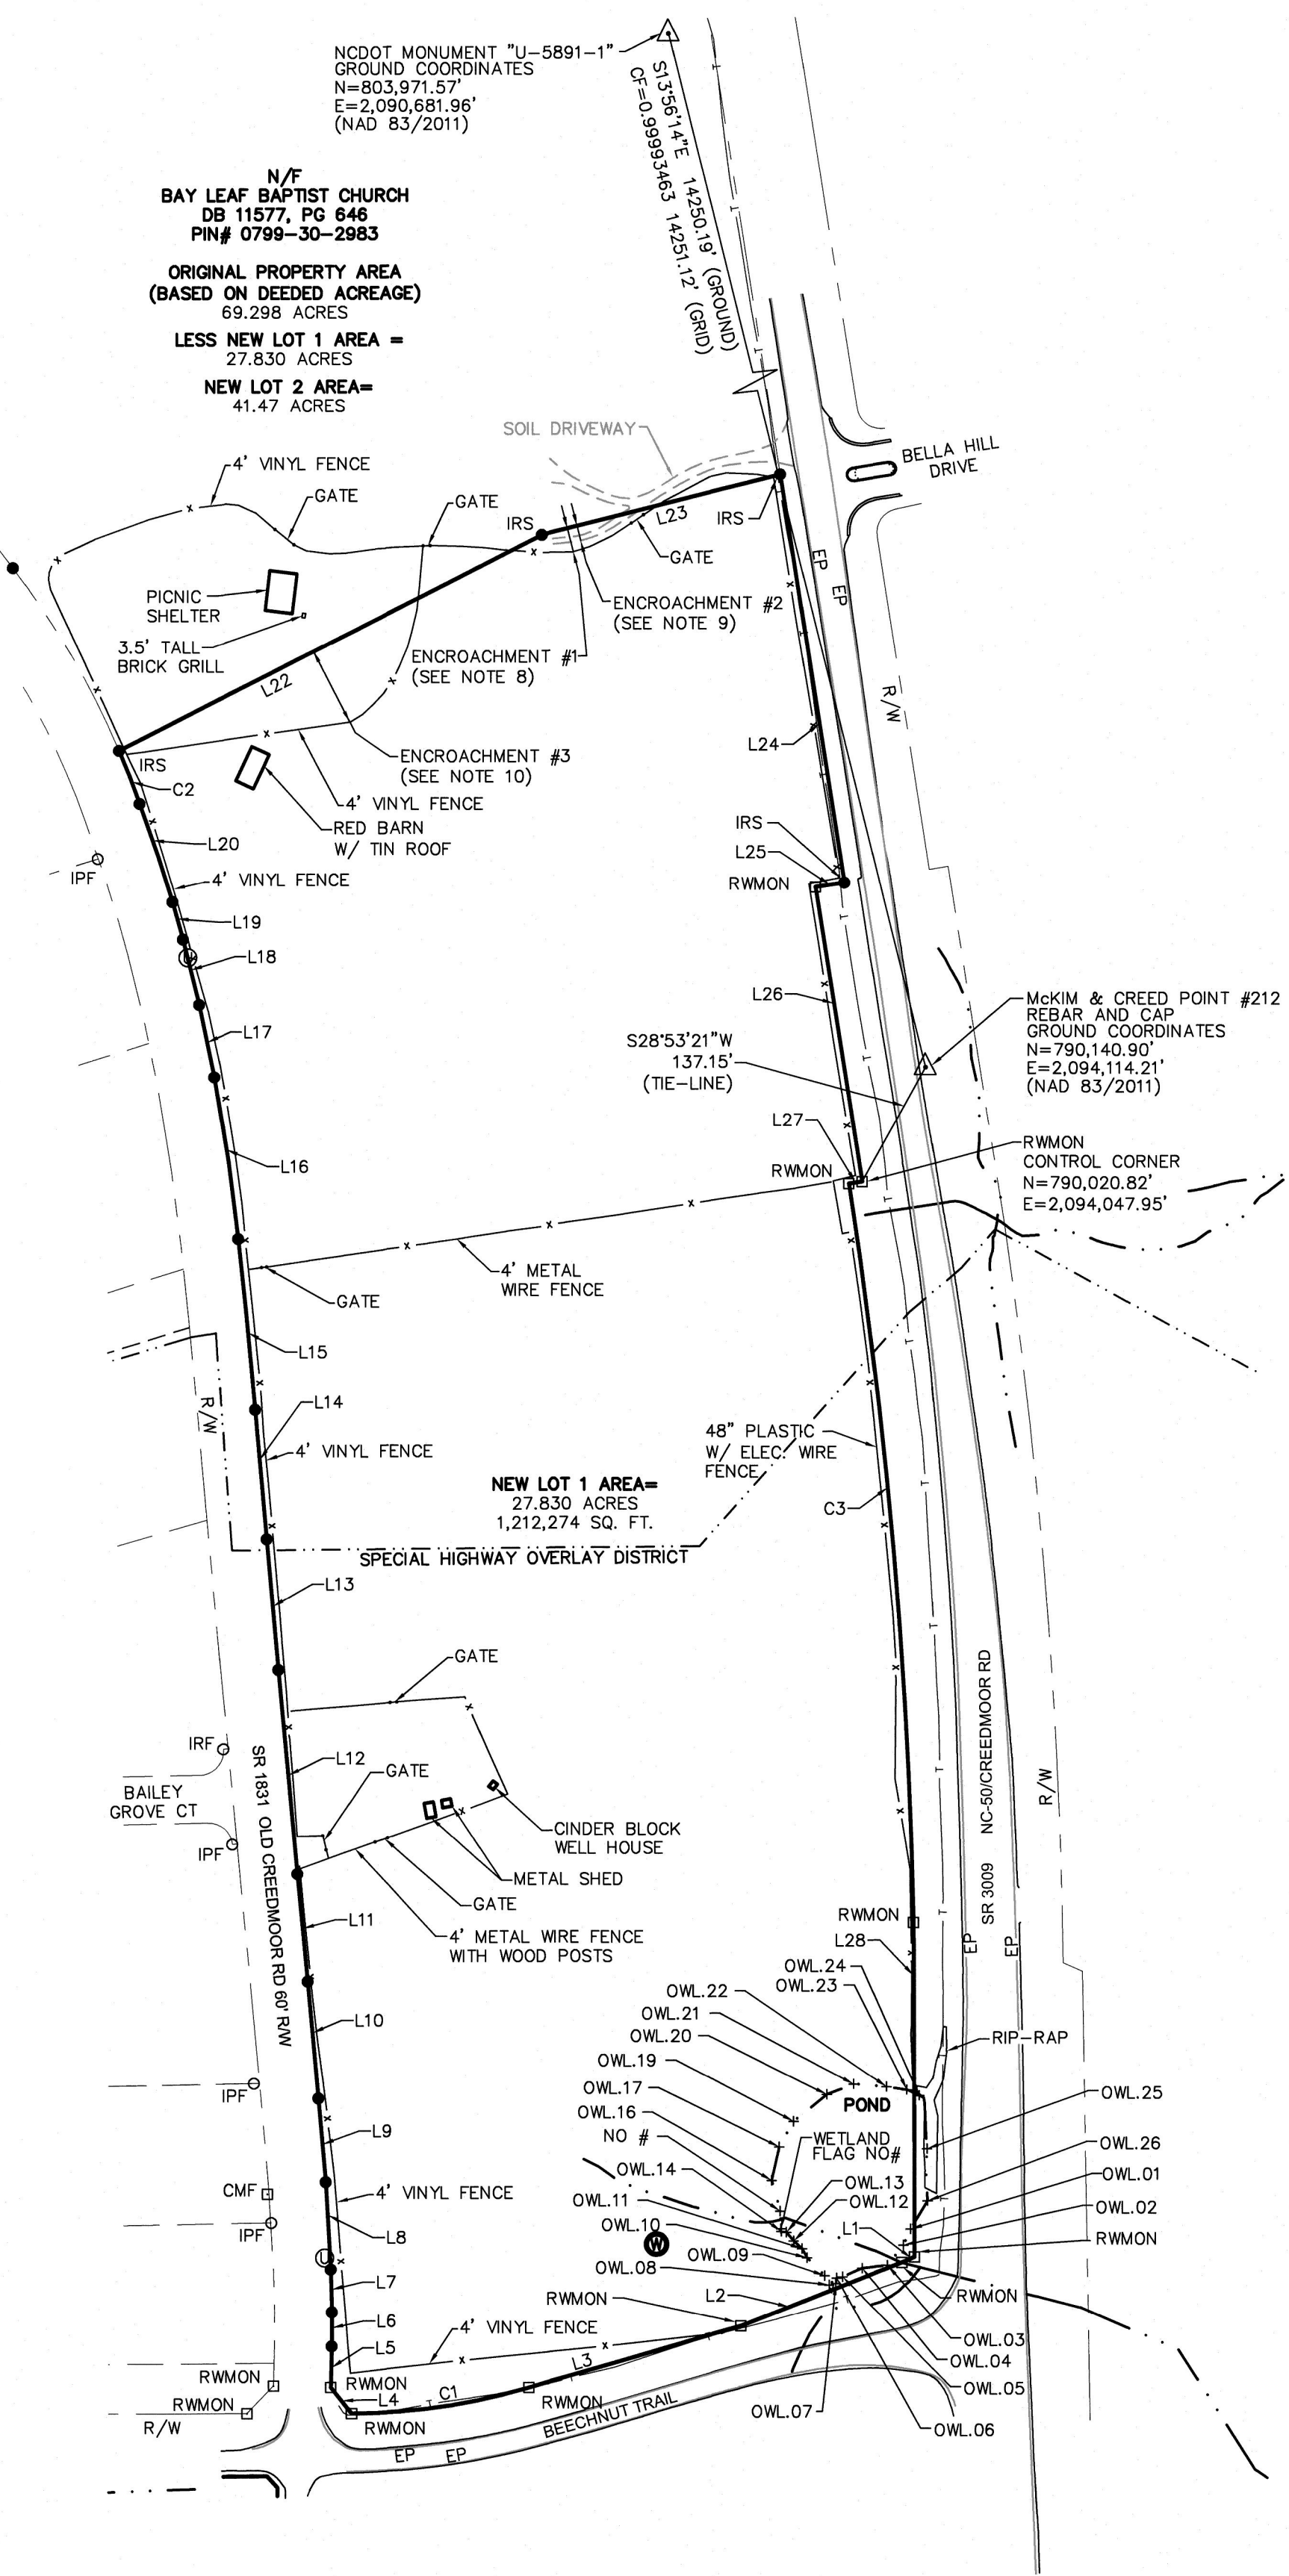 NCDOT MONUMENT "U-5891-1"
GROUND COORDINATES
N=803,971.57'
E=2,090,681.96'
(NAD 83/2011)
S13°56'14"E 14250.19' (GROUND)
CF=0.99993463 14251.12' (GRID)
N/F
BAY LEAF BAPTIST CHURCH
DB 11577, PG 646
PIN# 0799-30-2983
ORIGINAL PROPERTY AREA
(BASED ON DEEDED ACREAGE)
69.298 ACRES
LESS NEW LOT 1 AREA =
27.830 ACRES
NEW LOT 2 AREA=
41.47 ACRES
SOIL DRIVEWAY
BELLA HILL
DRIVE
4' VINYL FENCE
GATE
GATE
IRS
L23
IRS
GATE
EP
EP
PICNIC
SHELTER
3.5' TALL
BRICK GRILL
ENCROACHMENT #2
(SEE NOTE 9)
ENCROACHMENT #1
(SEE NOTE 8)
L22
R/W
L24
IRS
C2
ENCROACHMENT #3
(SEE NOTE 10)
4' VINYL FENCE
RED BARN
W/ TIN ROOF
L20
IPF
4' VINYL FENCE
IRS
L25
RWMON
L19
L18
L17
L26
McKIM & CREED POINT #212
REBAR AND CAP
GROUND COORDINATES
N=790,140.90'
E=2,094,114.21'
(NAD 83/2011)
S28°53'21"W
137.15'
(TIE-LINE)
L27
RWMON
L16
RWMON
CONTROL CORNER
N=790,020.82'
E=2,094,047.95'
4' METAL
WIRE FENCE
GATE
L15
R/W
L14
4' VINYL FENCE
48" PLASTIC
W/ ELEC. WIRE
FENCE
NEW LOT 1 AREA=
27.830 ACRES
1,212,274 SQ. FT.
C3
SPECIAL HIGHWAY OVERLAY DISTRICT
L13
GATE
IRF
L12
GATE
BAILEY
GROVE CT
IPF
SR 1831 OLD CREEDMOOR RD 60' R/W
CINDER BLOCK
WELL HOUSE
METAL SHED
GATE
4' METAL WIRE FENCE
WITH WOOD POSTS
L11
SR 3009 NC-50/CREEDMOOR RD
R/W
RWMON
L28
EP
EP
L10
OWL.24
OWL.23
OWL.22
OWL.21
OWL.20
OWL.19
OWL.17
OWL.16
NO #
OWL.14
OWL.11
OWL.10
OWL.09
OWL.08
RIP-RAP
POND
WETLAND
FLAG NO#
OWL.13
OWL.12
OWL.25
OWL.26
OWL.01
OWL.02
L1
RWMON
IPF
L9
CMF
4' VINYL FENCE
IPF
L8
U
W
L7
L2
RWMON
RWMON
L6
4' VINYL FENCE
OWL.03
OWL.04
OWL.05
OWL.06
OWL.07
L5
L3
RWMON
RWMON
L4
C1
RWMON
RWMON
RWMON
R/W
BEECHNUT TRAIL
EP
EP